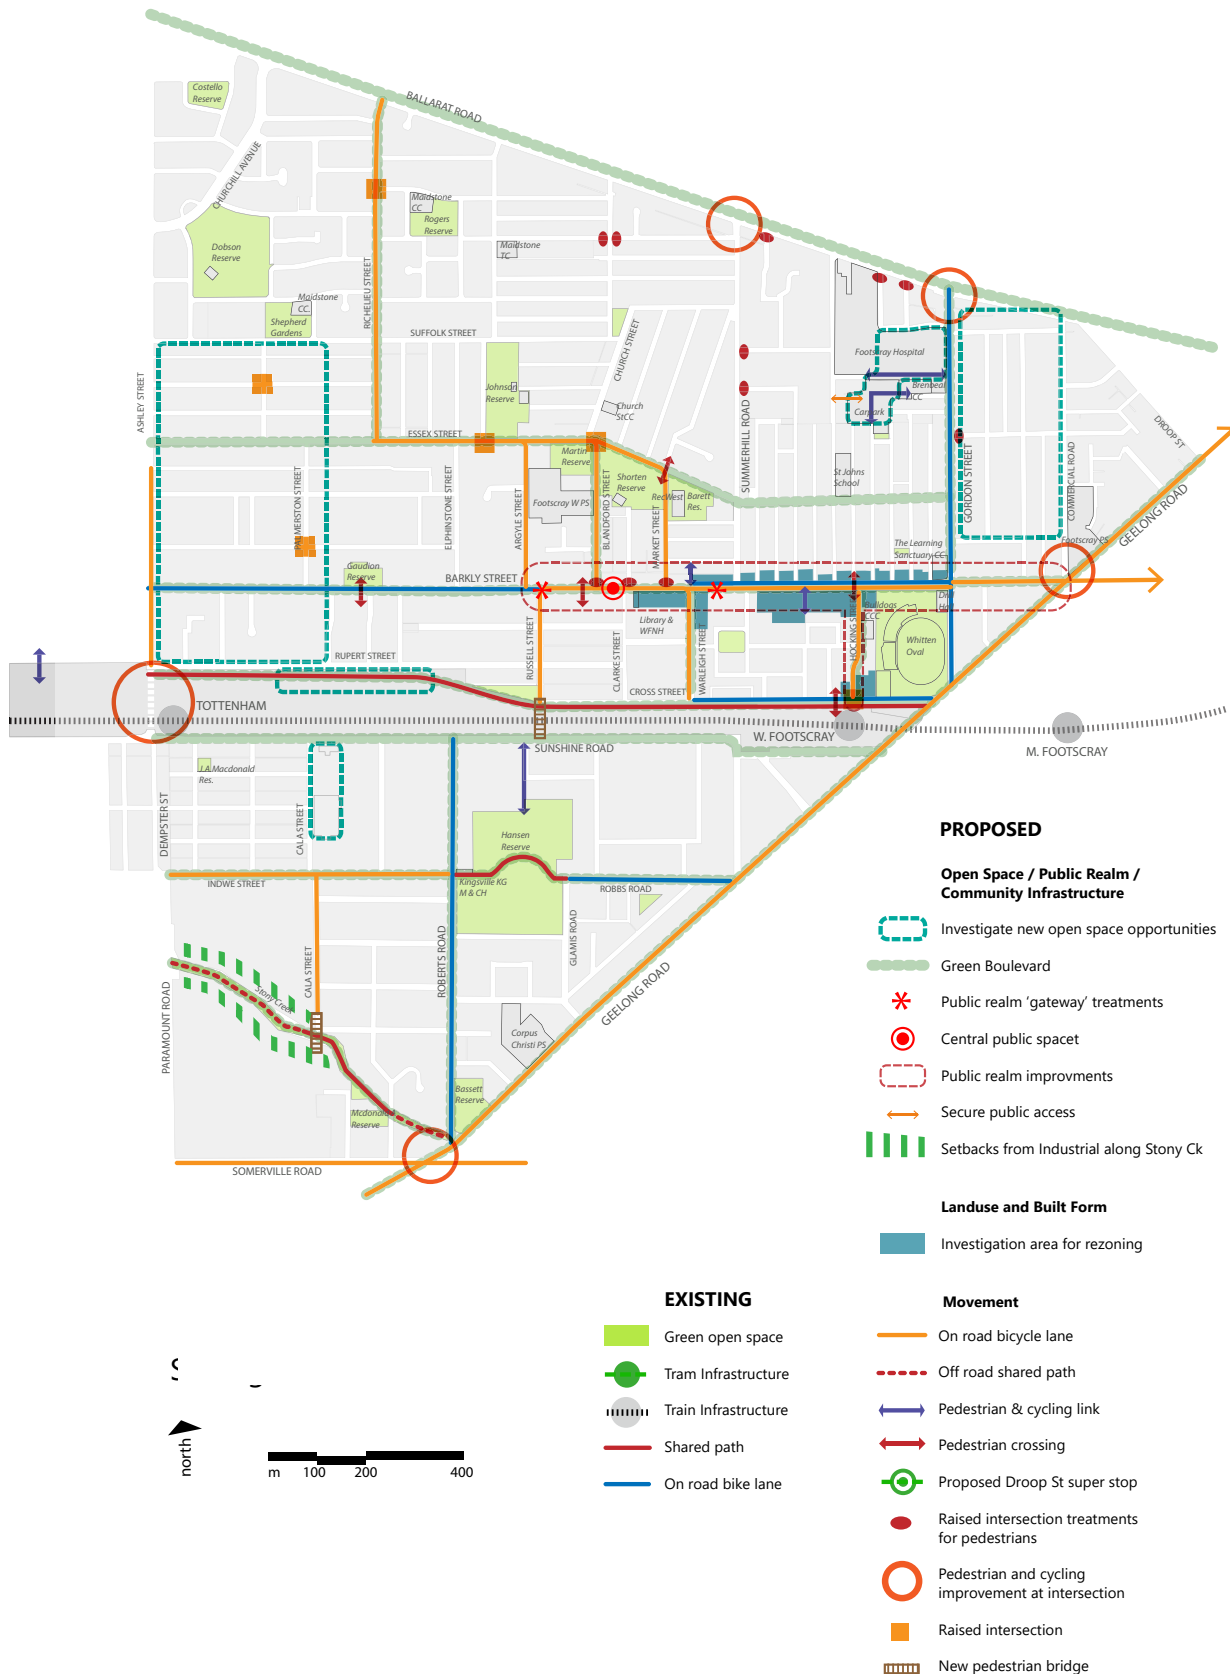 Costello
Reserve
BALLARAT ROAD
CHURCHILL AVENUE
Maidstone
CC
Rogers
Reserve
Dobson
Reserve
Maidstone
TC
RICHELIEU STREET
Maidstone
CC.
Shepherd
Gardens
SUFFOLK STREET
CHURCH STREET
Footscray Hospital
ASHLEY STREET
Johnson
Reserve
Church
StCC
SUMMERHILL ROAD
Carpark
DROOP ST
ESSEX STREET
Martin
Reserve
Shorten
Reserve
RecWest
Barett
Res.
Footscray W PS
St Johns
School
GORDON STREET
COMMERCIAL ROAD
GEELONG ROAD
PALMERSTON STREET
ELPHINSTONE STREET
ARGYLE STREET
BLANDFORD STREET
MARKET STREET
The Learning
Sanctuary CC
Footscray PS
Gaudion
Reserve
BARKLY STREET
Library &
WFNH
Bulldogs
CCC
HOCKING STREET
Whitten
Oval
RUPERT STREET
RUSSELL STREET
CLARKE STREET
WARLEIGH STREET
CROSS STREET
TOTTENHAM
W. FOOTSCRAY
M. FOOTSCRAY
SUNSHINE ROAD
J.A.Macdonald
Res.
DEMPSTER ST
CALA STREET
Hansen
Reserve
INDWE STREET
Kingsville KG
M & CH
ROBBS ROAD
GLAMIS ROAD
ROBERTS ROAD
CALA STREET
Stony Creek
PARAMOUNT ROAD
GEELONG ROAD
Corpus
Christi PS
Bassett
Reserve
Mcdonald
Reserve
SOMERVILLE ROAD
PROPOSED
Open Space / Public Realm /
Community Infrastructure
Investigate new open space opportunities
Green Boulevard
Public realm ‘gateway’ treatments
Central public spacet
Public realm improvments
Secure public access
Setbacks from Industrial along Stony Ck
Landuse and Built Form
Investigation area for rezoning
EXISTING
Green open space
Tram Infrastructure
Train Infrastructure
Shared path
On road bike lane
Movement
On road bicycle lane
Off road shared path
Pedestrian & cycling link
Pedestrian crossing
Proposed Droop St super stop
Raised intersection treatments
for pedestrians
Pedestrian and cycling
improvement at intersection
Raised intersection
New pedestrian bridge
north
m 100 200 400